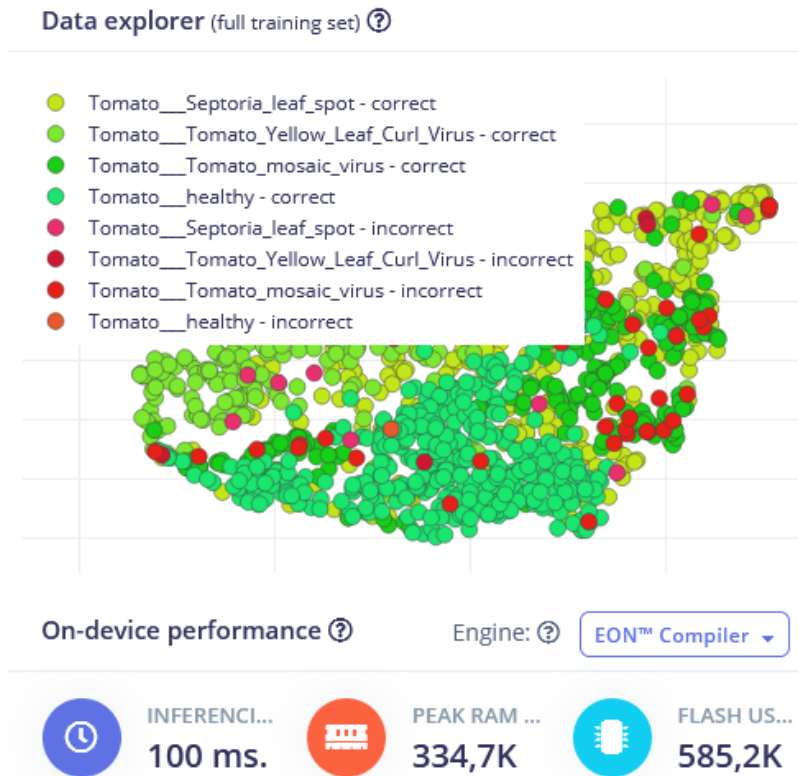 Data explorer (full training set) ?
Tomato___Septoria_leaf_spot - correct
Tomato___Tomato_Yellow_Leaf_Curl_Virus - correct
Tomato___Tomato_mosaic_virus - correct
Tomato___healthy - correct
Tomato___Septoria_leaf_spot - incorrect
Tomato___Tomato_Yellow_Leaf_Curl_Virus - incorrect
Tomato___Tomato_mosaic_virus - incorrect
Tomato___healthy - incorrect
On-device performance ? Engine: ? EON™ Compiler
INFERENCI... PEAK RAM ... FLASH US...
100 ms. 334,7K 585,2K